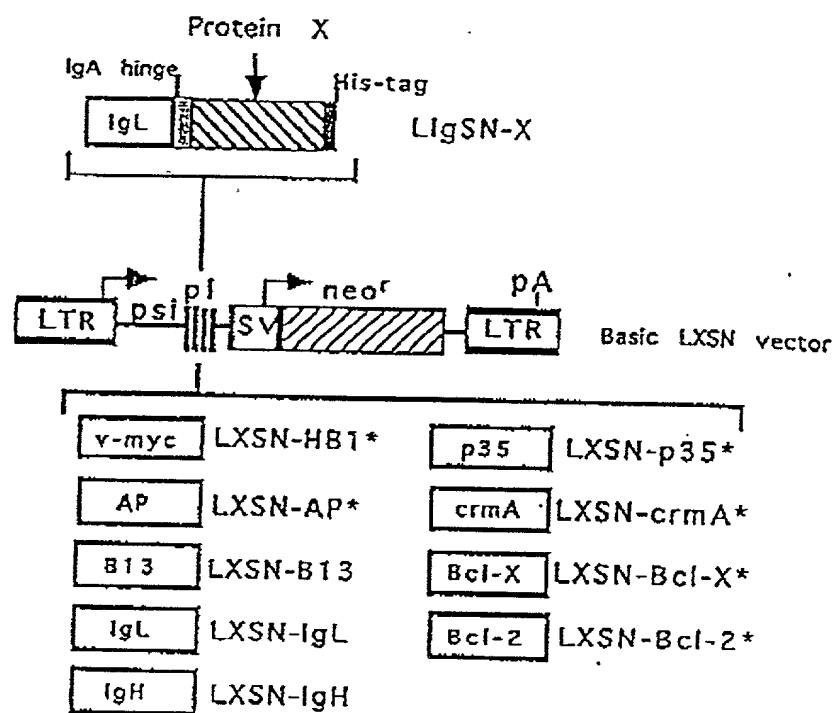 Protein X
IgA hinge
His-tag
IgL
LIgSN-X
pA
neoʳ
LTR
psi
SV
LTR
Basic LXSN vector
v-myc LXSN-HB1*
p35 LXSN-p35*
AP LXSN-AP*
crmA LXSN-crmA*
B13 LXSN-B13
Bcl-X LXSN-Bcl-X*
IgL LXSN-IgL
Bcl-2 LXSN-Bcl-2*
IgH LXSN-IgH